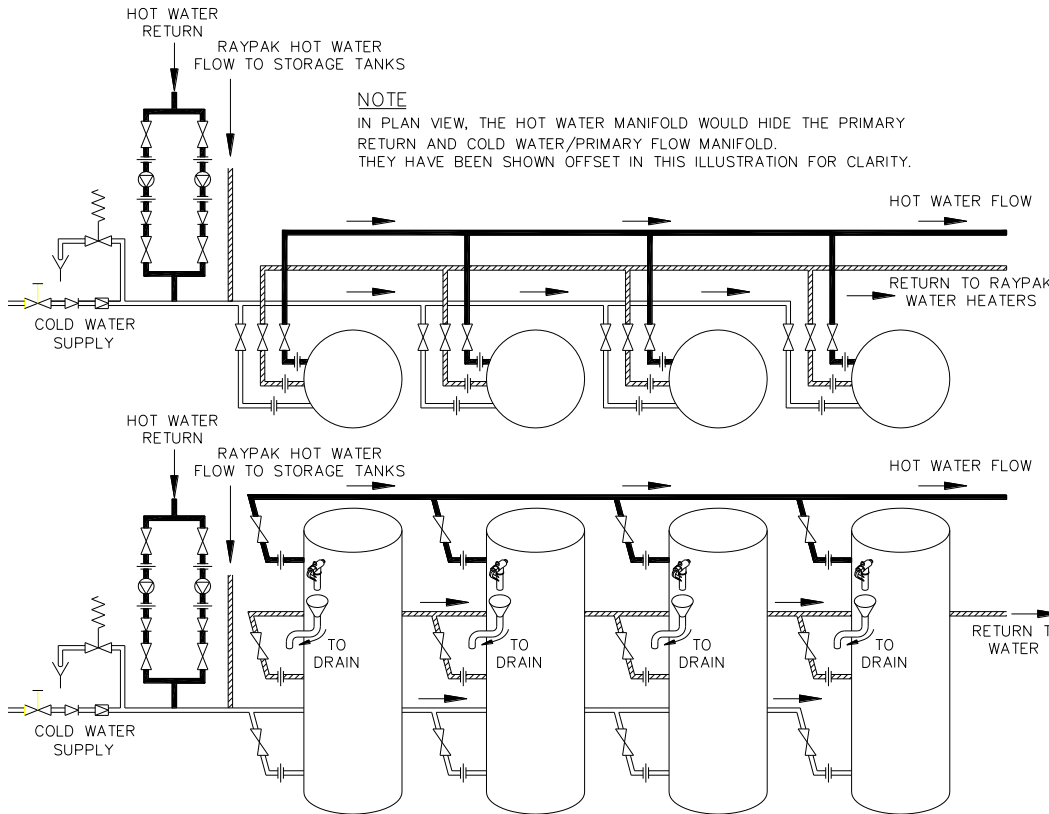 HOT WATER
RETURN
RAYPAK HOT WATER
FLOW TO STORAGE TANKS
NOTE
IN PLAN VIEW, THE HOT WATER MANIFOLD WOULD HIDE THE PRIMARY
RETURN AND COLD WATER/PRIMARY FLOW MANIFOLD.
THEY HAVE BEEN SHOWN OFFSET IN THIS ILLUSTRATION FOR CLARITY.
HOT WATER FLOW
RETURN TO RAYPAK
WATER HEATERS
COLD WATER
SUPPLY
HOT WATER
RETURN
RAYPAK HOT WATER
FLOW TO STORAGE TANKS
HOT WATER FLOW
TO
DRAIN
TO
DRAIN
TO
DRAIN
TO
DRAIN
RETURN T
WATER
COLD WATER
SUPPLY